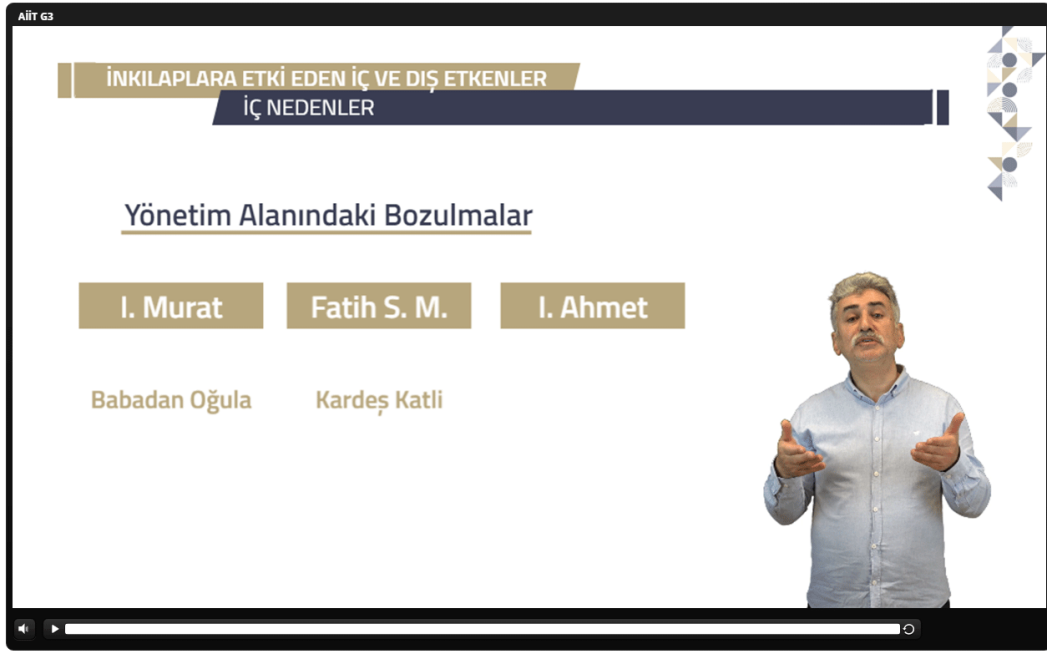 AİİT G3
İNKILAPLARA ETKİ EDEN İÇ VE DIŞ ETKENLER
İÇ NEDENLER
Yönetim Alanındaki Bozulmalar
I. Murat
Fatih S. M.
I. Ahmet
Babadan Oğula
Kardeş Katli